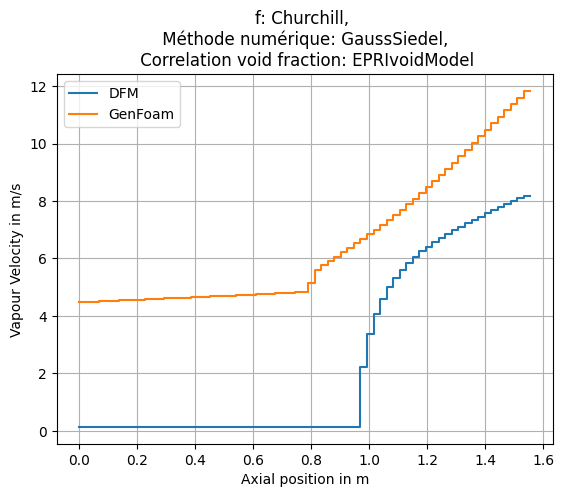 f: Churchill,
Méthode numérique: GaussSiedel,
Correlation void fraction: EPRIvoidModel
DFM
GenFoam
12
10
8
6
4
2
0
Vapour Velocity in m/s
0.0 0.2 0.4 0.6 0.8 1.0 1.2 1.4 1.6
Axial position in m